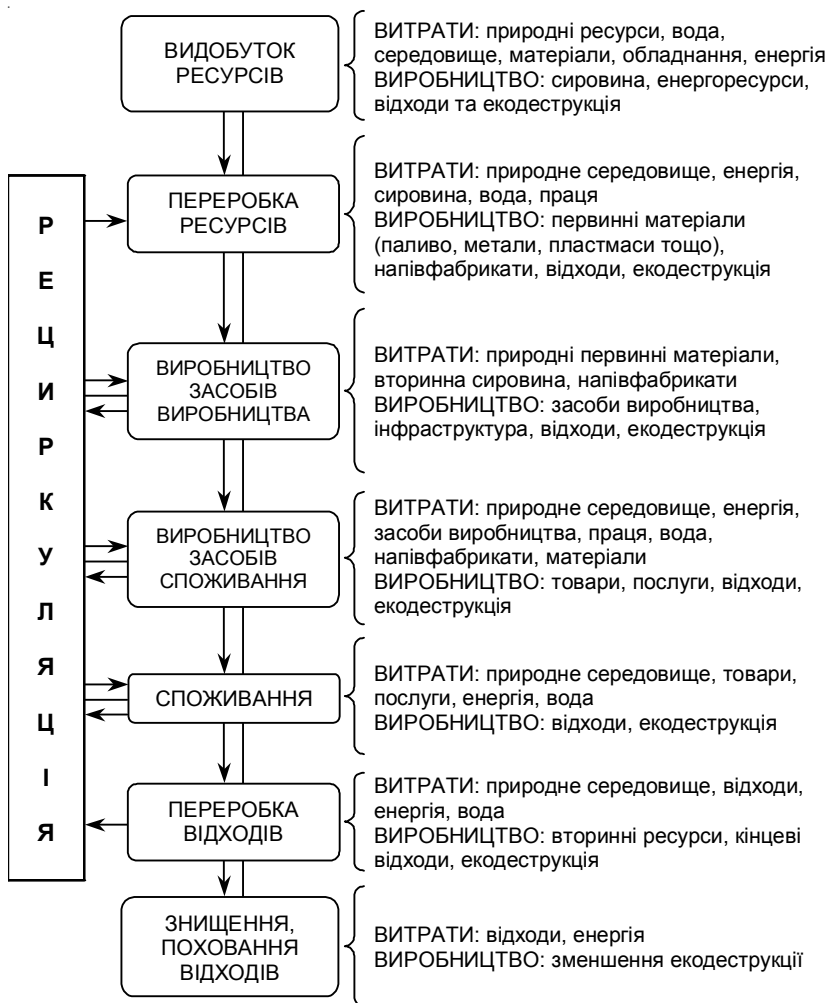 ВИДОБУТОК
РЕСУРСІВ
ВИТРАТИ: природні ресурси, вода,
середовище, матеріали, обладнання, енергія
ВИРОБНИЦТВО: сировина, енергоресурси,
відходи та екодеструкція
РЕЦИРКУЛЯЦІЯ
ПЕРЕРОБКА
РЕСУРСІВ
ВИТРАТИ: природне середовище, енергія,
сировина, вода, праця
ВИРОБНИЦТВО: первинні матеріали
(паливо, метали, пластмаси тощо),
напівфабрикати, відходи, екодеструкція
ВИРОБНИЦТВО
ЗАСОБІВ
ВИРОБНИЦТВА
ВИТРАТИ: природні первинні матеріали,
вторинна сировина, напівфабрикати
ВИРОБНИЦТВО: засоби виробництва,
інфраструктура, відходи, екодеструкція
ВИРОБНИЦТВО
ЗАСОБІВ
СПОЖИВАННЯ
ВИТРАТИ: природне середовище, енергія,
засоби виробництва, праця, вода,
напівфабрикати, матеріали
ВИРОБНИЦТВО: товари, послуги, відходи,
екодеструкція
СПОЖИВАННЯ
ВИТРАТИ: природне середовище, товари,
послуги, енергія, вода
ВИРОБНИЦТВО: відходи, екодеструкція
ПЕРЕРОБКА
ВІДХОДІВ
ВИТРАТИ: природне середовище, відходи,
енергія, вода
ВИРОБНИЦТВО: вторинні ресурси, кінцеві
відходи, екодеструкція
ЗНИЩЕННЯ,
ПОХОВАННЯ
ВІДХОДІВ
ВИТРАТИ: відходи, енергія
ВИРОБНИЦТВО: зменшення екодеструкції